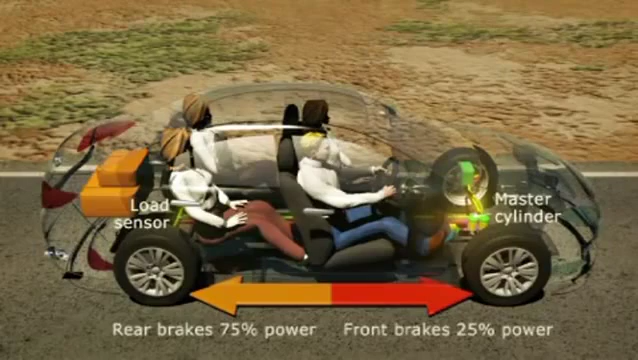 Load
sensor
Master
cylinder
Rear brakes 75% power
Front brakes 25% power